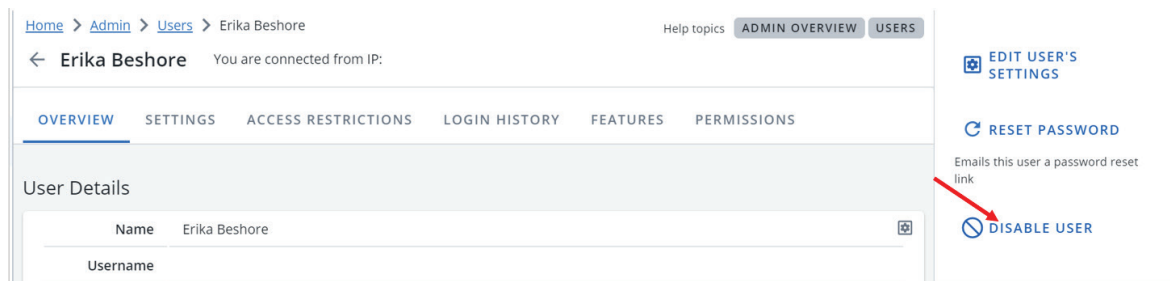 Home > Admin > Users > Erika Beshore
Help topics ADMIN OVERVIEW USERS
← Erika Beshore You are connected from IP:
OVERVIEW SETTINGS ACCESS RESTRICTIONS LOGIN HISTORY FEATURES PERMISSIONS
User Details
Name Erika Beshore
Username
EDIT USER'S
SETTINGS
RESET PASSWORD
Emails this user a password reset
link
DISABLE USER